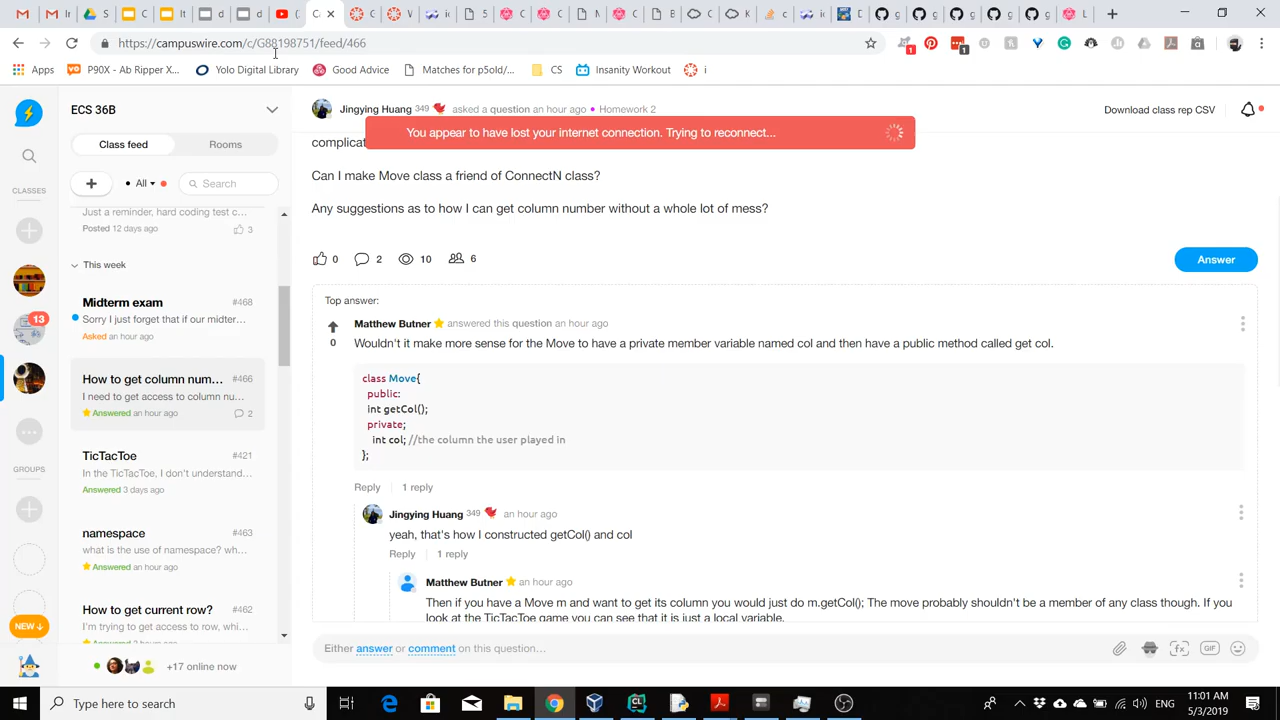 https://campuswire.com/c/G88198751/feed/466
Apps
P90X - Ab Ripper X...
Yolo Digital Library
Good Advice
Matches for p5old/...
CS
Insanity Workout
i
ECS 36B
Class feed
Rooms
All
Search
CLASSES
GROUPS
NEW
13
Just a reminder, hard coding test c...
Posted 12 days ago
3
This week
Midterm exam
#468
Sorry I just forget that if our midter...
Asked an hour ago
How to get column num...
#466
I need to get access to column nu...
Answered an hour ago
2
TicTacToe
#421
In the TicTacToe, I don't understand...
Answered 3 days ago
namespace
#463
what is the use of namespace? wh...
Answered an hour ago
How to get current row?
#462
I'm trying to get access to row, whi...
+17 online now
Jingying Huang 349 asked a question an hour ago • Homework 2
Download class rep CSV
You appear to have lost your internet connection. Trying to reconnect...
complicat
Can I make Move class a friend of ConnectN class?
Any suggestions as to how I can get column number without a whole lot of mess?
0
2
10
6
Answer
Top answer:
Matthew Butner answered this question an hour ago
0
Wouldn't it make more sense for the Move to have a private member variable named col and then have a public method called get col.
class Move{
public:
int getCol();
private;
int col; //the column the user played in
};
Reply
1 reply
Jingying Huang 349 an hour ago
yeah, that's how I constructed getCol() and col
Reply
1 reply
Matthew Butner an hour ago
Then if you have a Move m and want to get its column you would just do m.getCol(); The move probably shouldn't be a member of any class though. If you
look at the TicTacToe game you can see that it is just a local variable.
Either answer or comment on this question...
GIF
Type here to search
ENG
11:01 AM
5/3/2019